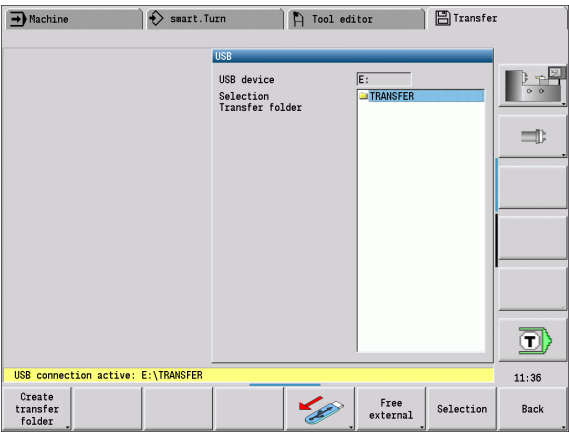 Machine
smart.Turn
Tool editor
Transfer
USB
USB device
E:
Selection
Transfer folder
TRANSFER
T
USB connection active: E:\TRANSFER
11:36
Create
transfer
folder
Free
external
Selection
Back